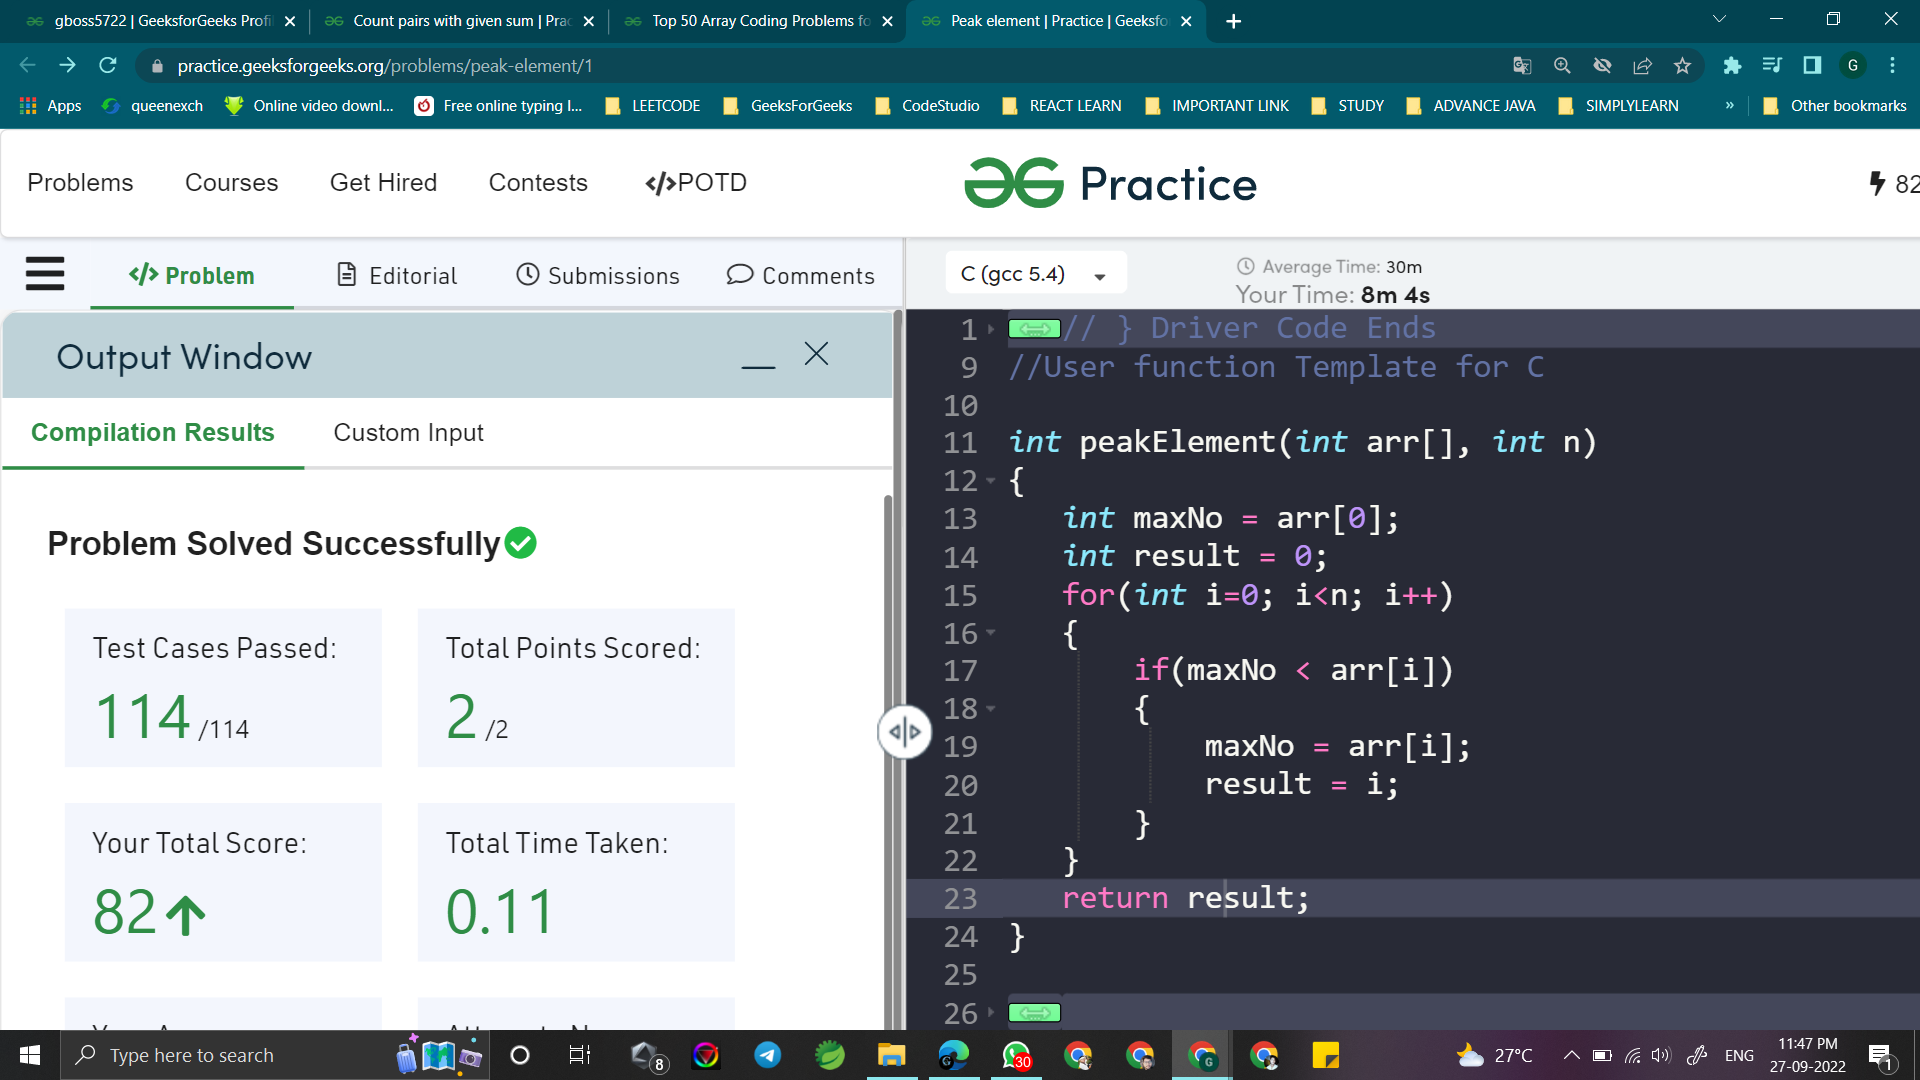 gboss5722 | GeeksforGeeks Profi
Count pairs with given sum | Prac
Top 50 Array Coding Problems fo
Peak element | Practice | Geeksfo
practice.geeksforgeeks.org/problems/peak-element/1
G
Apps
queenexch
Online video downl...
Free online typing I...
LEETCODE
GeeksForGeeks
CodeStudio
REACT LEARN
IMPORTANT LINK
STUDY
ADVANCE JAVA
SIMPLYLEARN
»
Other bookmarks
Problems
Courses
Get Hired
Contests
</>POTD
Practice
82
</> Problem
Editorial
Submissions
Comments
C (gcc 5.4)
Average Time: 30m
Your Time: 8m 4s
Output Window
Compilation Results
Custom Input
Problem Solved Successfully
Test Cases Passed:
114 /114
Total Points Scored:
2 /2
Your Total Score:
82
Total Time Taken:
0.11
1 // } Driver Code Ends
9 //User function Template for C
10
11 int peakElement(int arr[], int n)
12 {
13 int maxNo = arr[0];
14 int result = 0;
15 for(int i=0; i<n; i++)
16 {
17 if(maxNo < arr[i])
18 {
19 maxNo = arr[i];
20 result = i;
21 }
22 }
23 return result;
24 }
25
26
Type here to search
8
30
27°C
ENG
11:47 PM
27-09-2022
1